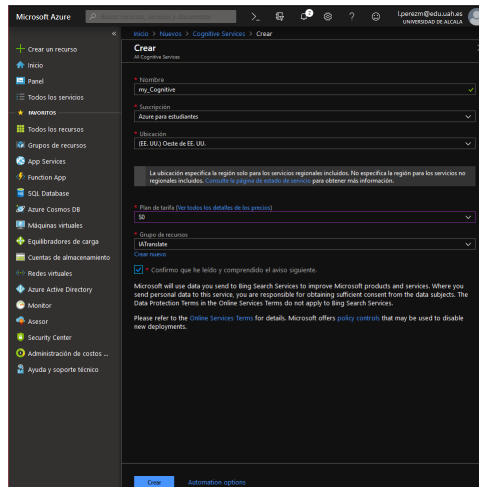 Microsoft Azure
l.perezm@edu.uah.es
UNIVERSIDAD DE ALCALA
Inicio > Nuevos > Cognitive Services > Crear
Crear
All Cognitive Services
Crear un recurso
Inicio
Panel
Todos los servicios
FAVORITOS
Todos los recursos
Grupos de recursos
App Services
Function App
SQL Database
Azure Cosmos DB
Máquinas virtuales
Equilibradores de carga
Cuentas de almacenamiento
Redes virtuales
Azure Active Directory
Monitor
Asesor
Security Center
Administración de costos ...
Ayuda y soporte técnico
* Nombre
my_Cognitive
* Suscripción
Azure para estudiantes
* Ubicación
(EE. UU.) Oeste de EE. UU.
La ubicación especifica la región solo para los servicios regionales incluidos. No especifica la región para los servicios no
regionales incluidos. Consulte la página de estado de servicio para obtener más información.
* Plan de tarifa (Ver todos los detalles de los precios)
S0
* Grupo de recursos
IATranslate
Crear nuevo
* Confirmo que he leído y comprendido el aviso siguiente.
Microsoft will use data you send to Bing Search Services to improve Microsoft products and services. Where you
send personal data to this service, you are responsible for obtaining sufficient consent from the data subjects. The
Data Protection Terms in the Online Services Terms do not apply to Bing Search Services.
Please refer to the Online Services Terms for details. Microsoft offers policy controls that may be used to disable
new deployments.
Crear
Automation options